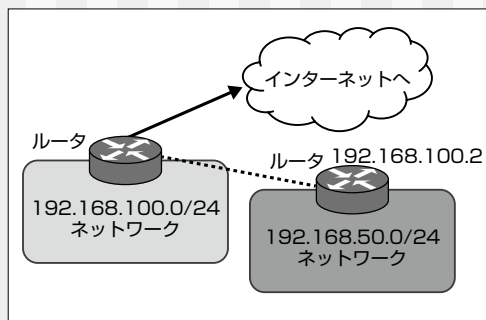 インターネットへ
ルータ
ルータ 192.168.100.2
192.168.100.0/24
ネットワーク
192.168.50.0/24
ネットワーク